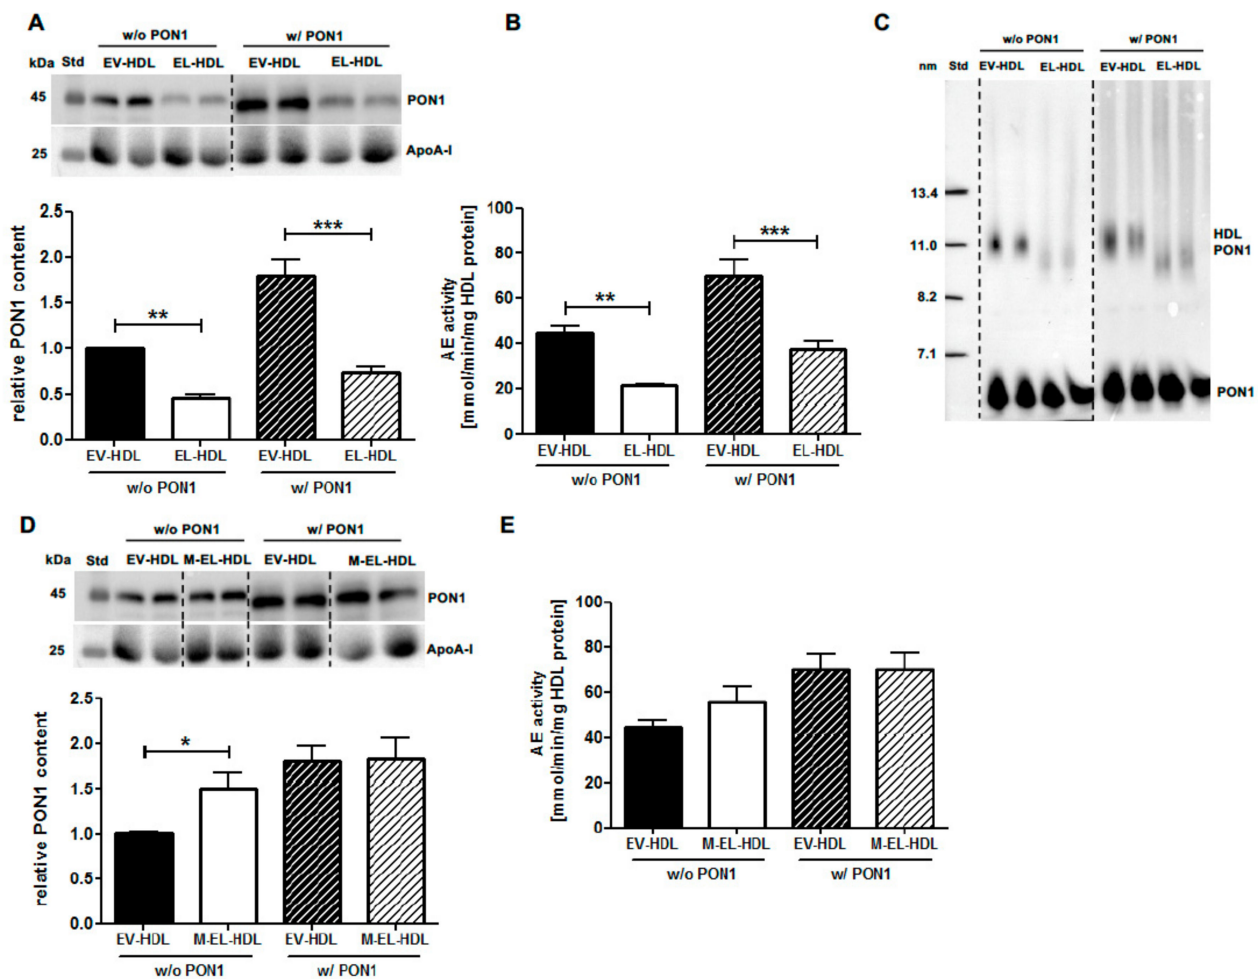 A
w/o PON1
w/ PON1
kDa Std EV-HDL EL-HDL EV-HDL EL-HDL
45
PON1
25
ApoA-I
relative PON1 content
2.5
2.0
1.5
1.0
0.5
0.0
**
***
EV-HDL EL-HDL EV-HDL EL-HDL
w/o PON1 w/ PON1
B
AE activity
[mmol/min/mg HDL protein]
100
80
60
40
20
0
**
***
EV-HDL EL-HDL EV-HDL EL-HDL
w/o PON1 w/ PON1
C
w/o PON1 w/ PON1
nm Std EV-HDL EL-HDL EV-HDL EL-HDL
13.4
11.0
8.2
7.1
HDL
PON1
PON1
D
w/o PON1 w/ PON1
kDa Std EV-HDL M-EL-HDL EV-HDL M-EL-HDL
45
PON1
25
ApoA-I
relative PON1 content
2.5
2.0
1.5
1.0
0.5
0.0
*
EV-HDL M-EL-HDL EV-HDL M-EL-HDL
w/o PON1 w/ PON1
E
AE activity
[mmol/min/mg HDL protein]
100
80
60
40
20
0
EV-HDL M-EL-HDL EV-HDL M-EL-HDL
w/o PON1 w/ PON1